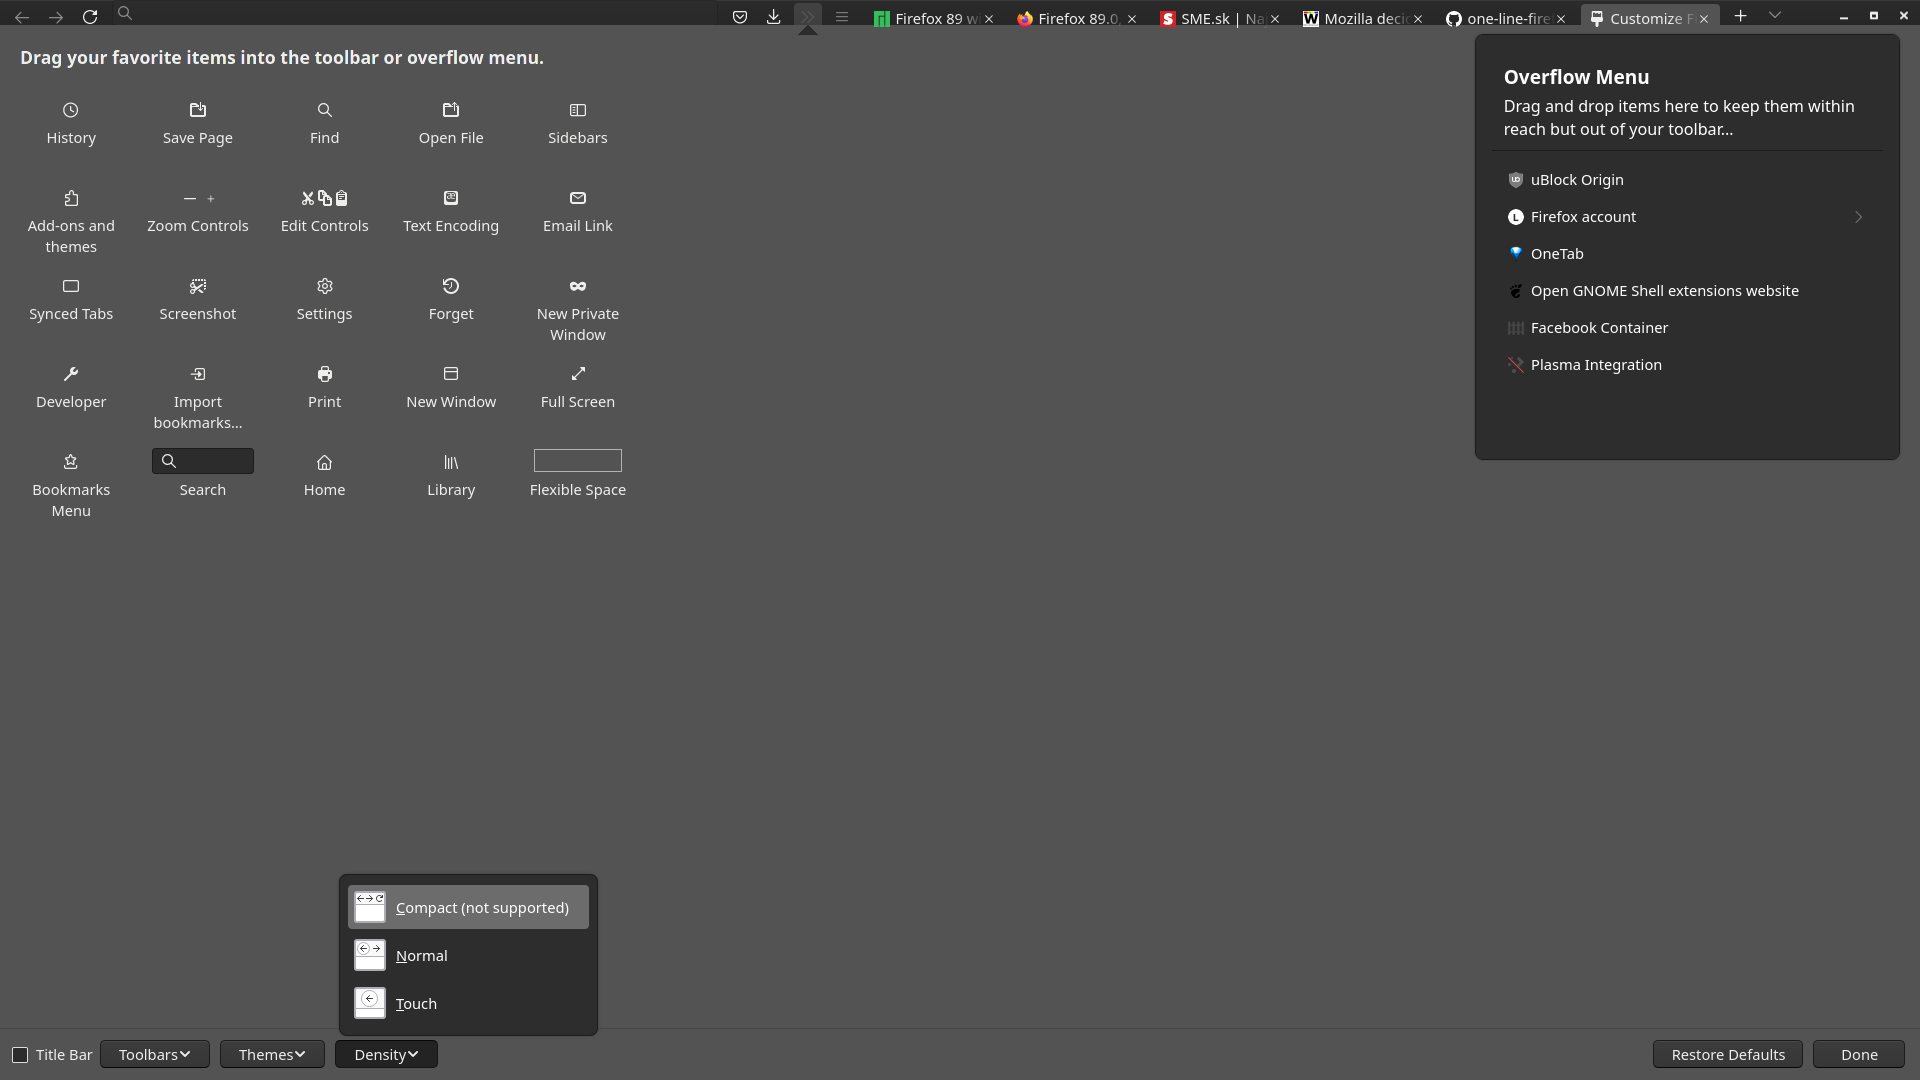 Firefox 89 w
Firefox 89.0,
SME.sk | Na
Mozilla deci
one-line-fire
Customize F
Drag your favorite items into the toolbar or overflow menu.
History
Save Page
Find
Open File
Sidebars
Add-ons and
themes
Zoom Controls
Edit Controls
Text Encoding
Email Link
Synced Tabs
Screenshot
Settings
Forget
New Private
Window
Developer
Import
bookmarks...
Print
New Window
Full Screen
Bookmarks
Menu
Search
Home
Library
Flexible Space
Overflow Menu
Drag and drop items here to keep them within
reach but out of your toolbar...
uBlock Origin
L Firefox account
OneTab
Open GNOME Shell extensions website
Facebook Container
Plasma Integration
Compact (not supported)
Normal
Touch
Title Bar
Toolbars
Themes
Density
Restore Defaults
Done